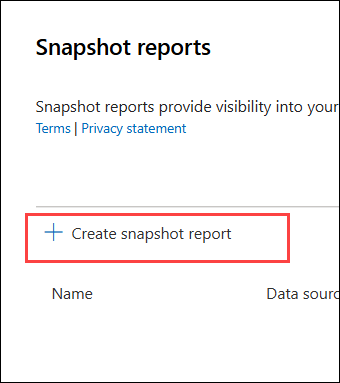 Snapshot reports
Snapshot reports provide visibility into your
Terms | Privacy statement
+ Create snapshot report
Name Data sourc